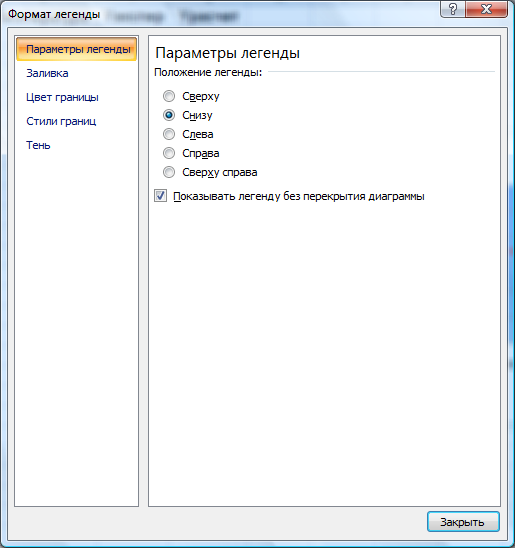 Формат легенды
?
Параметры легенды
Заливка
Цвет границы
Стили границ
Тень
Параметры легенды
Положение легенды:
Сверху
Снизу
Слева
Справа
Сверху справа
Показывать легенду без перекрытия диаграммы
Закрыть